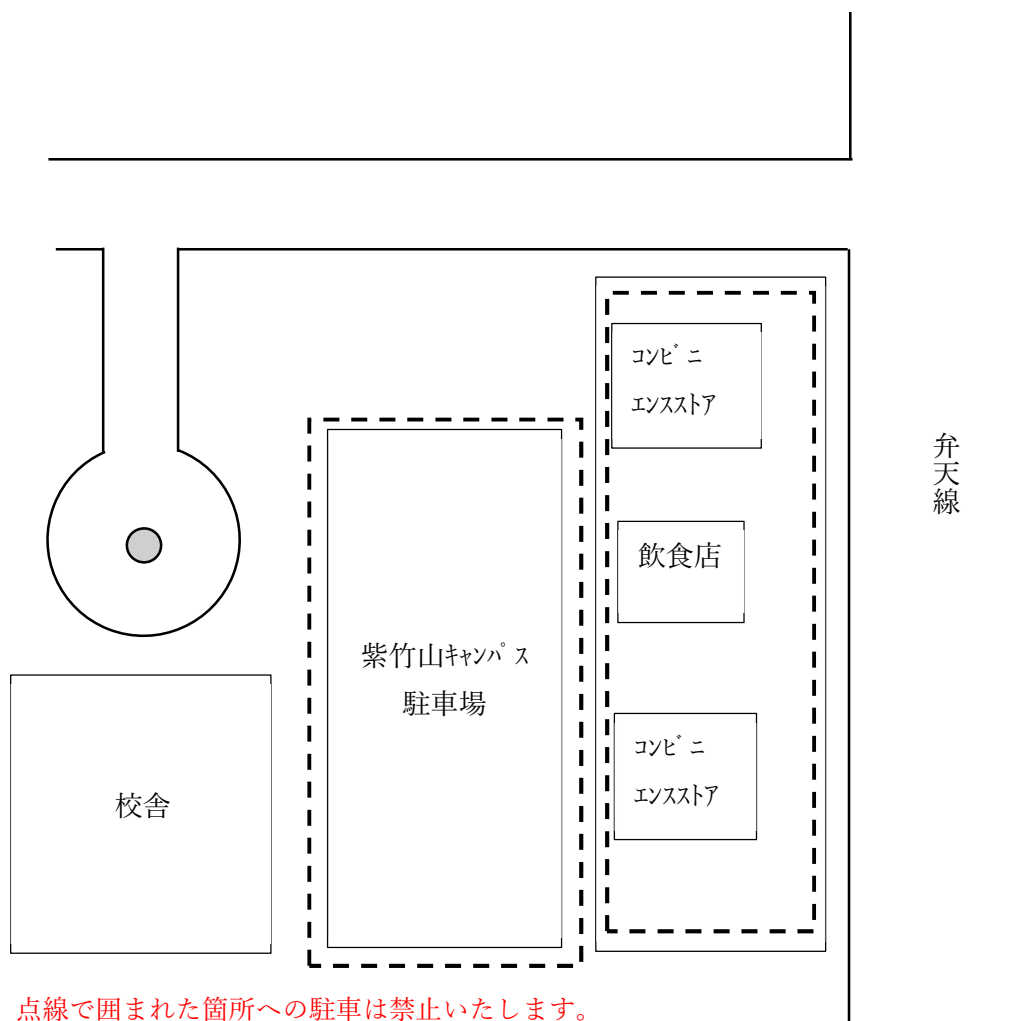 コンビニ
エンスストア
弁天線
飲食店
紫竹山キャンパス
駐車場
コンビニ
エンスストア
校舎
点線で囲まれた箇所への駐車は禁止いたします。